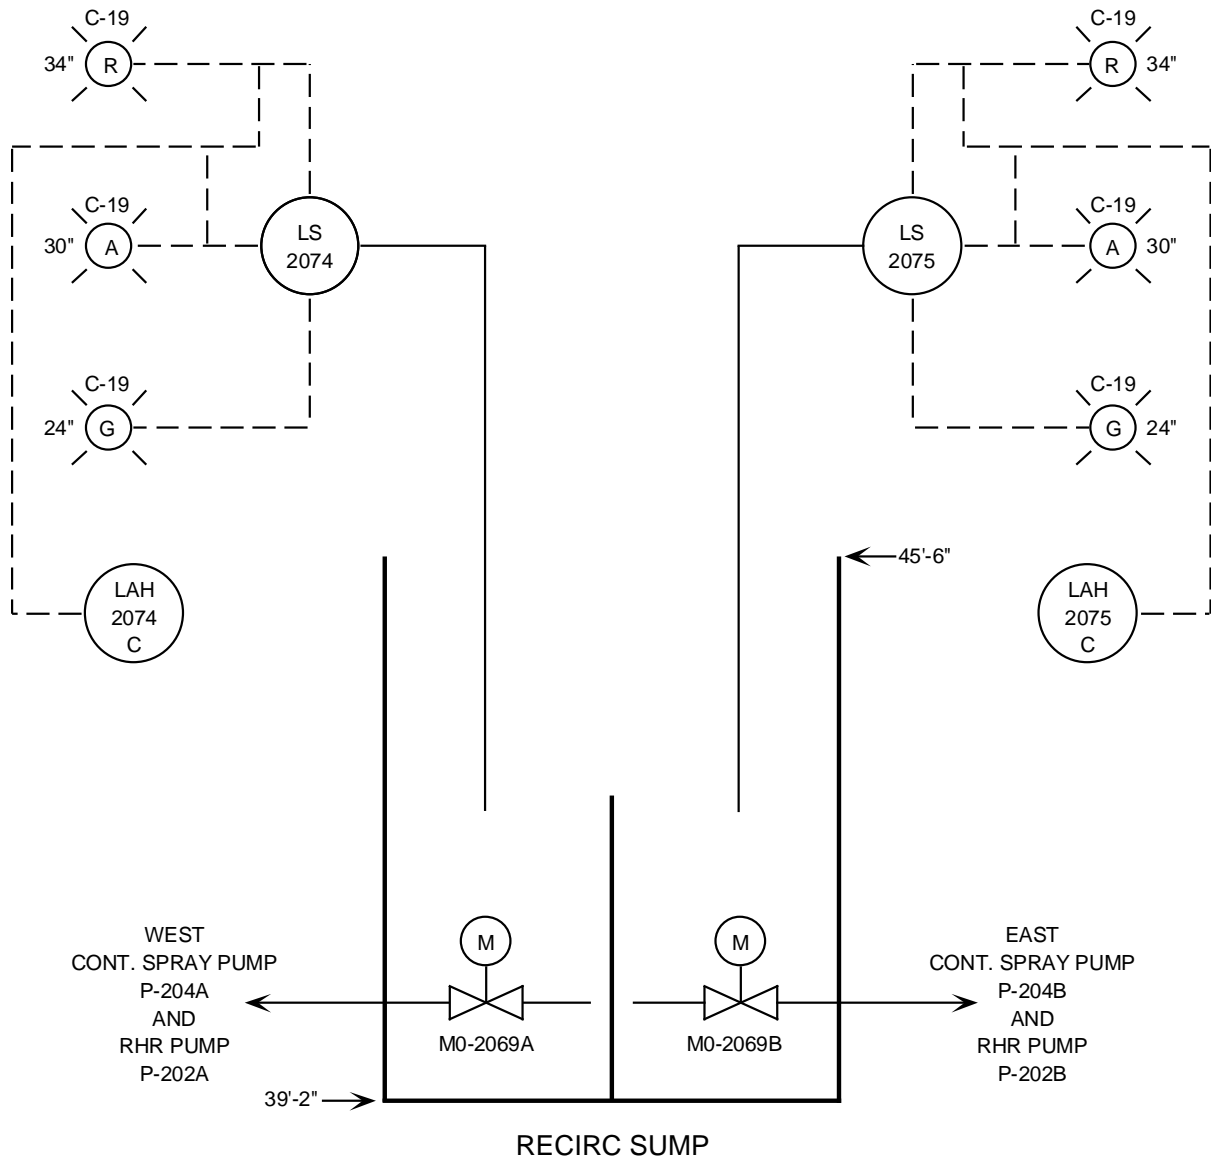 C-19
34"
R
C-19
R
34"
C-19
30"
A
LS
2074
LS
2075
C-19
A
30"
C-19
24"
G
C-19
G
24"
45'-6"
LAH
2074
C
LAH
2075
C
WEST
CONT. SPRAY PUMP
P-204A
AND
RHR PUMP
P-202A
M
M0-2069A
M
M0-2069B
EAST
CONT. SPRAY PUMP
P-204B
AND
RHR PUMP
P-202B
39'-2"
RECIRC SUMP